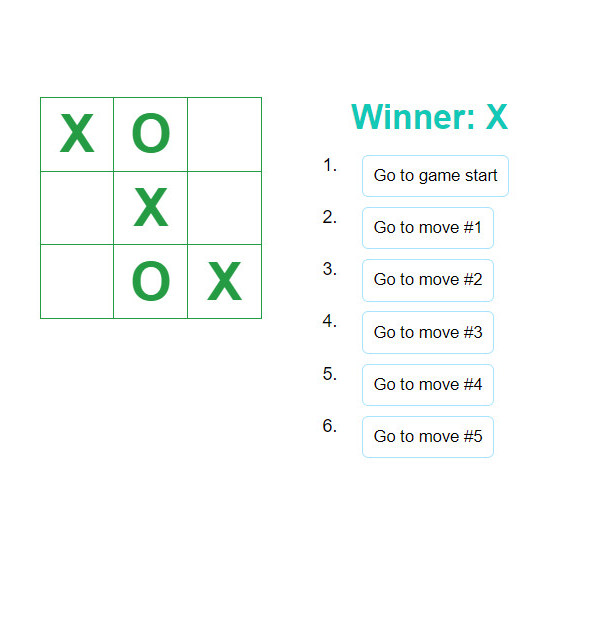 X O
X
O X
Winner: X
1. Go to game start
2. Go to move #1
3. Go to move #2
4. Go to move #3
5. Go to move #4
6. Go to move #5